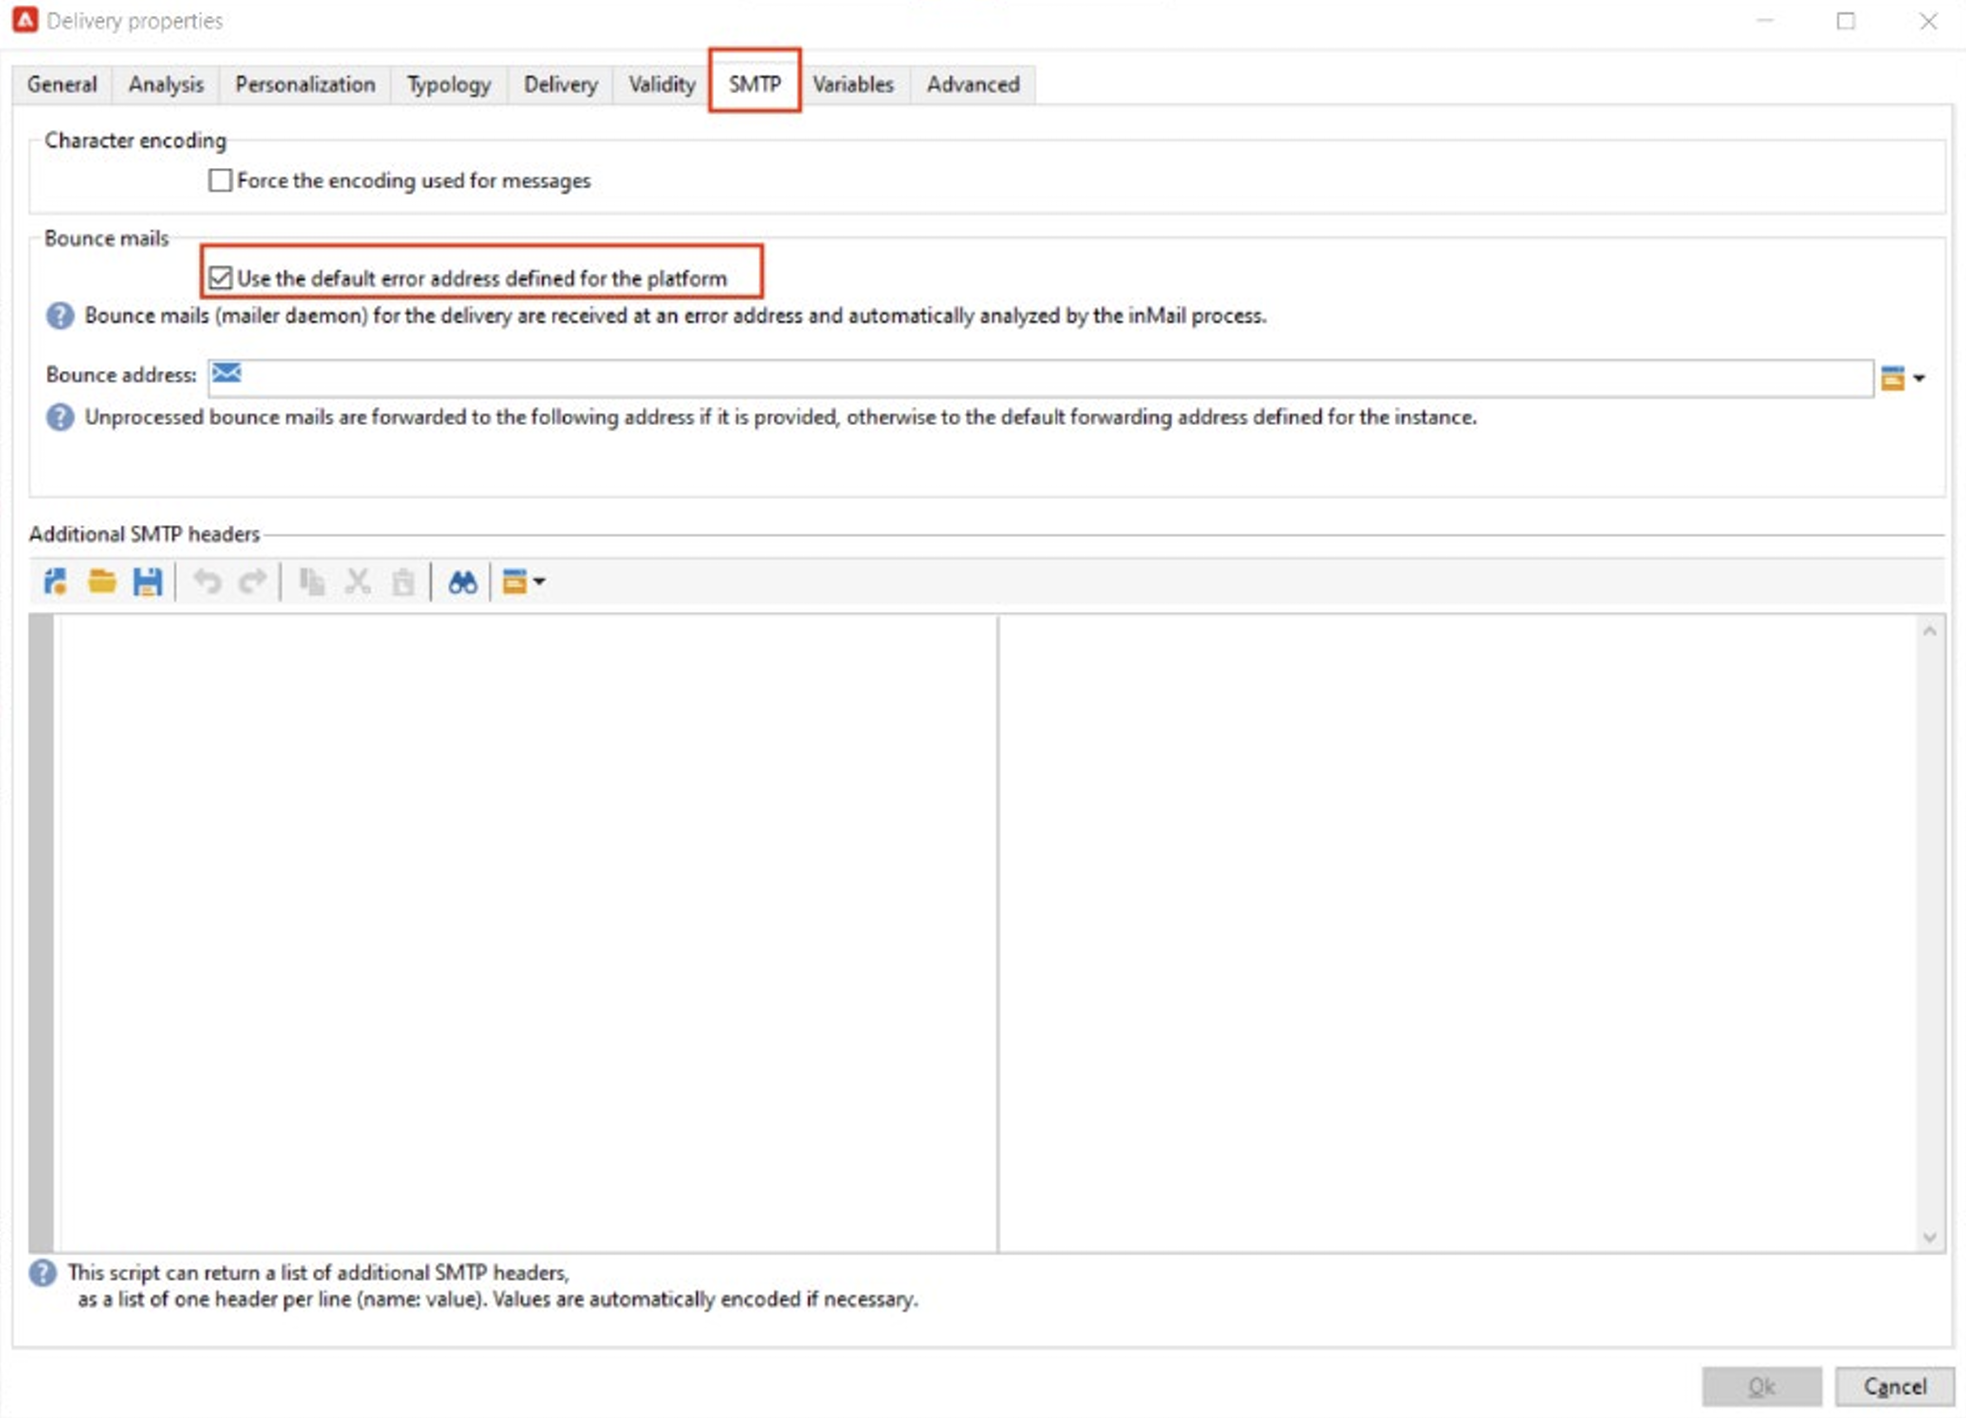 Delivery properties
General Analysis Personalization Typology Delivery Validity SMTP Variables Advanced
Character encoding
Force the encoding used for messages
Bounce mails
Use the default error address defined for the platform
Bounce mails (mailer daemon) for the delivery are received at an error address and automatically analyzed by the inMail process.
Bounce address:
Unprocessed bounce mails are forwarded to the following address if it is provided, otherwise to the default forwarding address defined for the instance.
Additional SMTP headers
This script can return a list of additional SMTP headers,
as a list of one header per line (name: value). Values are automatically encoded if necessary.
Ok Cancel